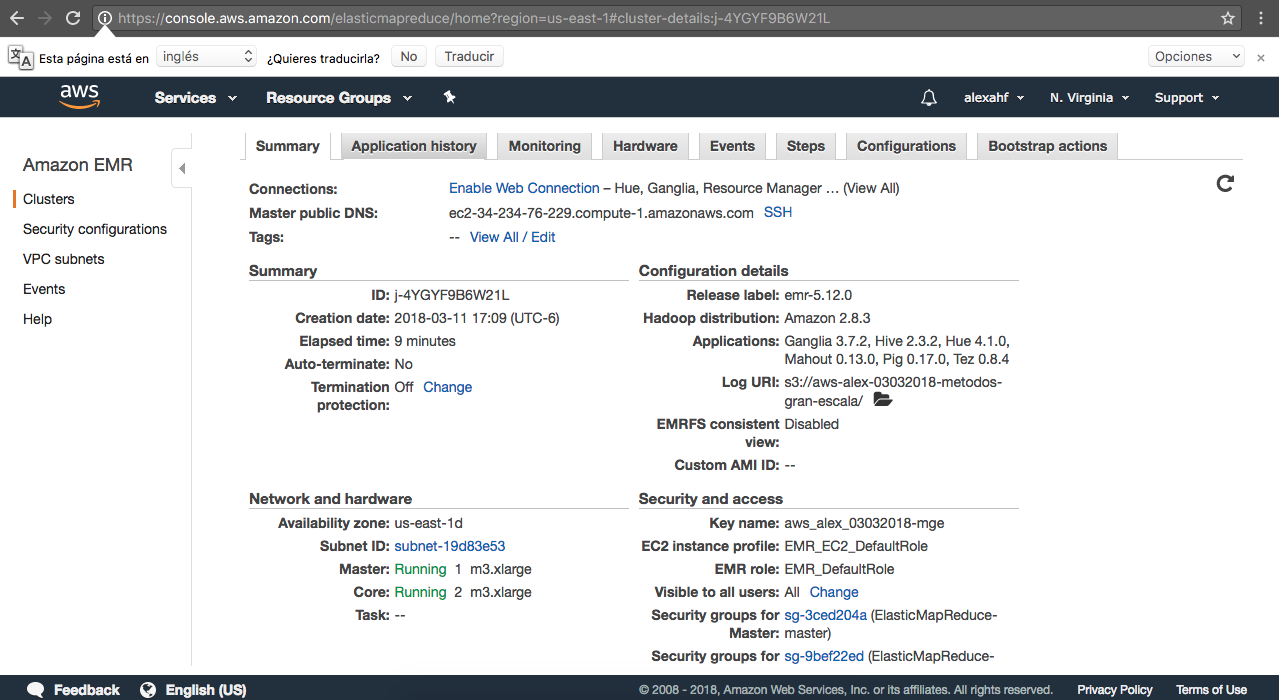 https://console.aws.amazon.com/elasticmapreduce/home?region=us-east-1#cluster-details:j-4YGYF9B6W21L
Esta página está en inglés ¿Quieres traducirla? No Traducir Opciones
aws Services Resource Groups alexahf N. Virginia Support
Amazon EMR
Clusters
Security configurations
VPC subnets
Events
Help
Summary Application history Monitoring Hardware Events Steps Configurations Bootstrap actions
Connections: Enable Web Connection – Hue, Ganglia, Resource Manager … (View All)
Master public DNS: ec2-34-234-76-229.compute-1.amazonaws.com SSH
Tags: -- View All / Edit
Summary
ID: j-4YGYF9B6W21L
Creation date: 2018-03-11 17:09 (UTC-6)
Elapsed time: 9 minutes
Auto-terminate: No
Termination Off Change
protection:
Configuration details
Release label: emr-5.12.0
Hadoop distribution: Amazon 2.8.3
Applications: Ganglia 3.7.2, Hive 2.3.2, Hue 4.1.0,
Mahout 0.13.0, Pig 0.17.0, Tez 0.8.4
Log URI: s3://aws-alex-03032018-metodos-
gran-escala/
EMRFS consistent Disabled
view:
Custom AMI ID: --
Network and hardware
Availability zone: us-east-1d
Subnet ID: subnet-19d83e53
Master: Running 1 m3.xlarge
Core: Running 2 m3.xlarge
Task: --
Security and access
Key name: aws_alex_03032018-mge
EC2 instance profile: EMR_EC2_DefaultRole
EMR role: EMR_DefaultRole
Visible to all users: All Change
Security groups for sg-3ced204a (ElasticMapReduce-
Master: master)
Security groups for sg-9bef22ed (ElasticMapReduce-
Feedback English (US) © 2008 - 2018, Amazon Web Services, Inc. or its affiliates. All rights reserved. Privacy Policy Terms of Use